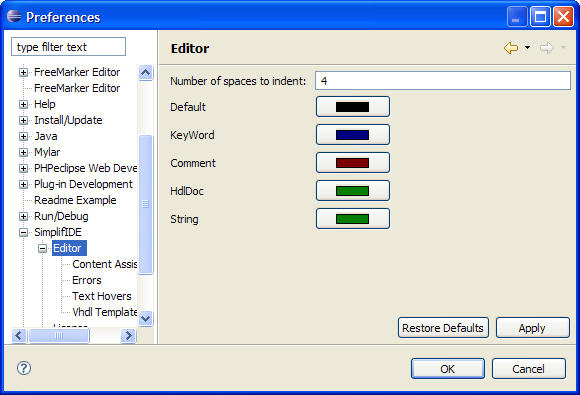 Preferences
type filter text
FreeMarker Editor
FreeMarker Editor
Help
Install/Update
Java
Mylar
PHPeclipse Web Deve
Plug-in Development
Readme Example
Run/Debug
SimplifIDE
Editor
Content Assis
Errors
Text Hovers
Vhdl Template
Editor
Number of spaces to indent: 4
Default
KeyWord
Comment
HdlDoc
String
Restore Defaults Apply
? OK Cancel